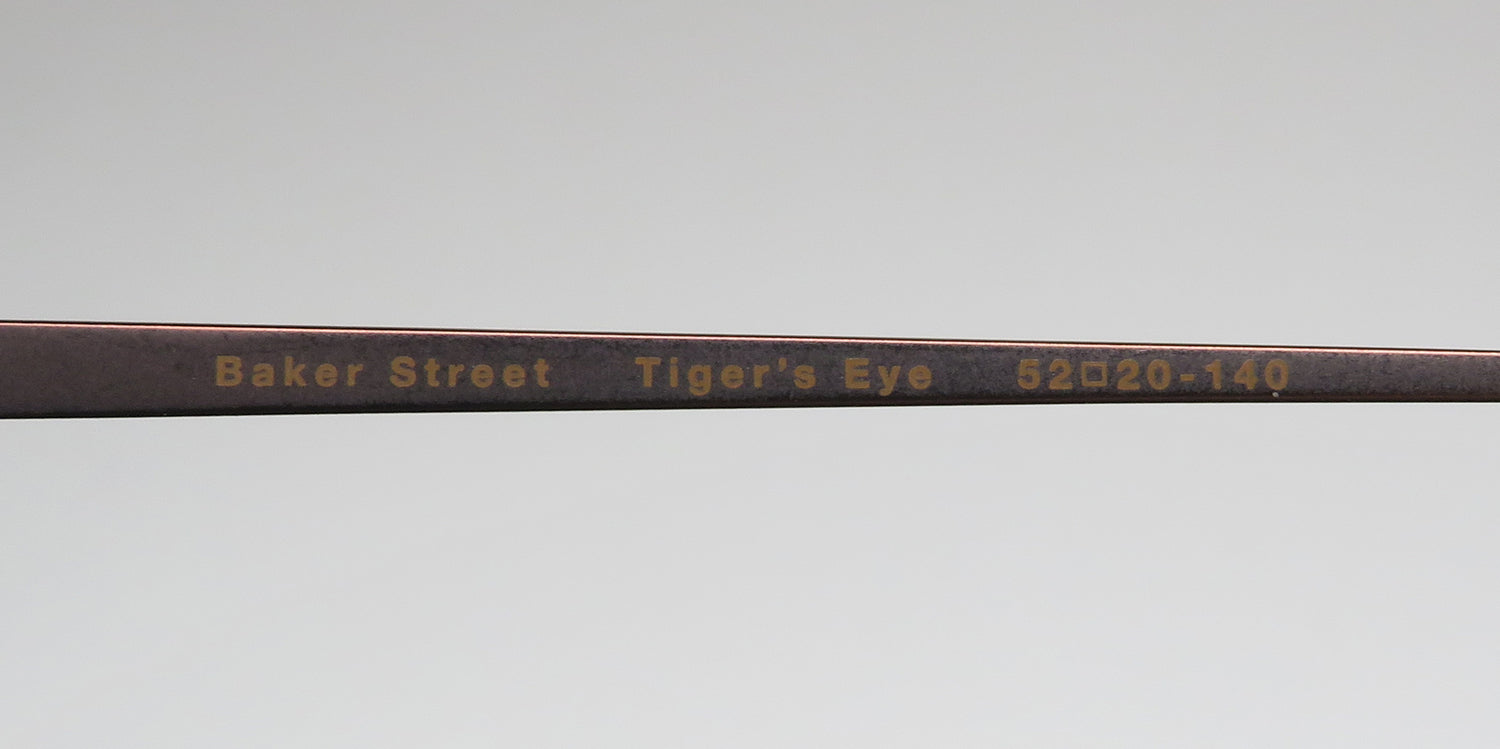 Baker Street Tiger's Eye 52□20-140